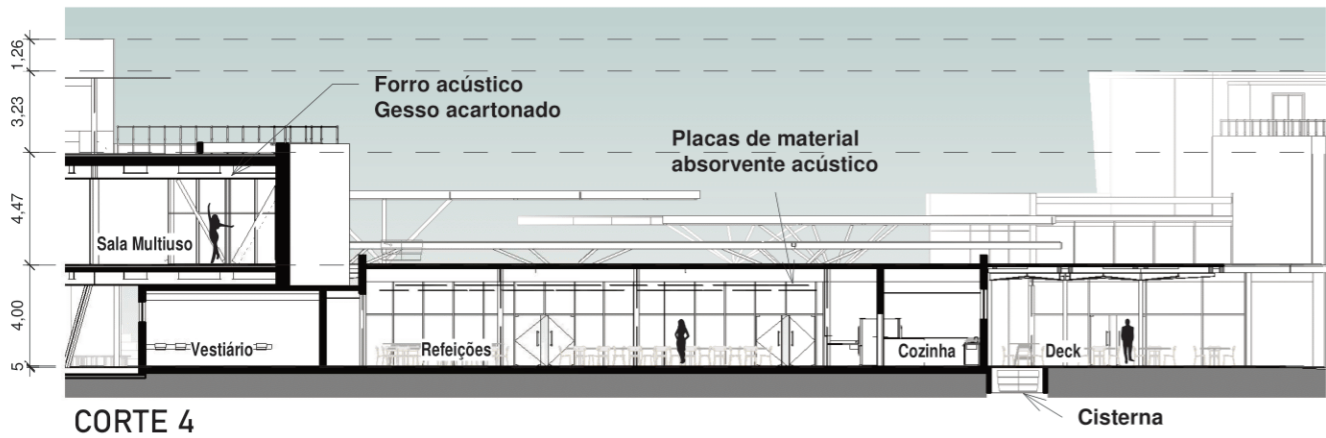 1,26
3,23
4,47
4,00
5
Forro acústico
Gesso acartonado
Placas de material
absorvente acústico
Sala Multiuso
Vestiário
Refeições
Cozinha
Deck
Cisterna
CORTE 4